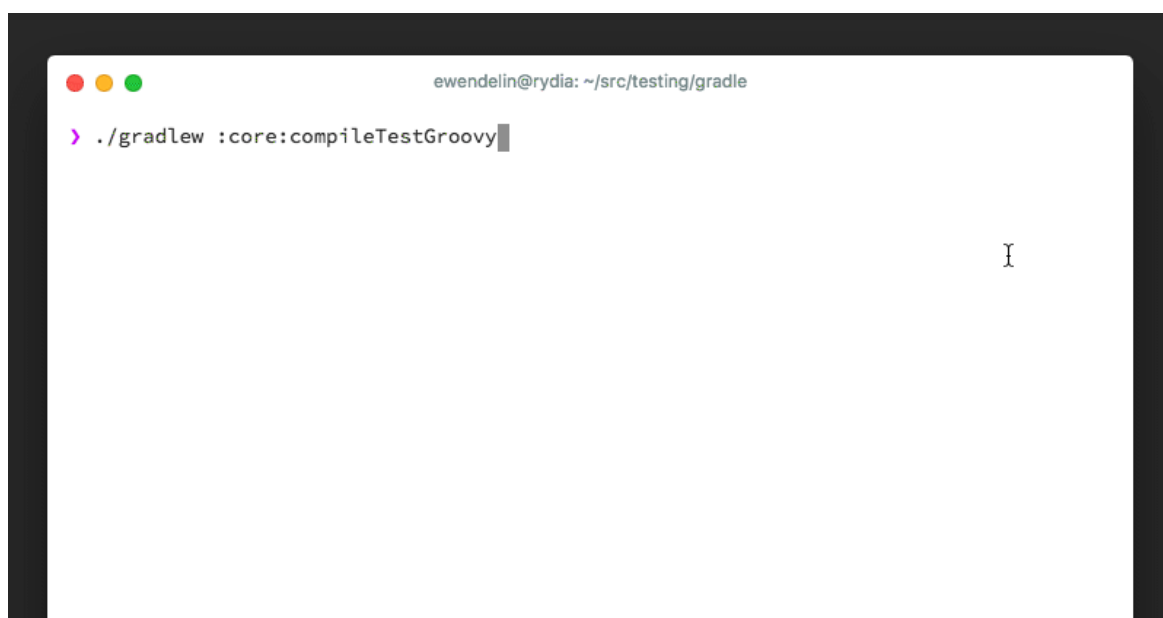 ewendelin@rydia: ~/src/testing/gradle
❯ ./gradlew :core:compileTestGroovy